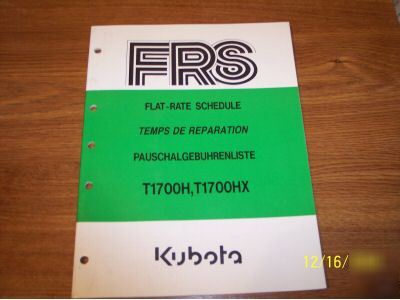 FRS
FLAT-RATE SCHEDULE
TEMPS DE REPARATION
PAUSCHALGEBUHRENLISTE
T1700H,T1700HX
Kubota
12/16/